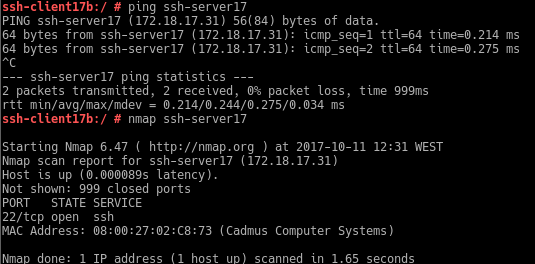 ssh-client17b:/ # ping ssh-server17
PING ssh-server17 (172.18.17.31) 56(84) bytes of data.
64 bytes from ssh-server17 (172.18.17.31): icmp_seq=1 ttl=64 time=0.214 ms
64 bytes from ssh-server17 (172.18.17.31): icmp_seq=2 ttl=64 time=0.275 ms
^C
--- ssh-server17 ping statistics ---
2 packets transmitted, 2 received, 0% packet loss, time 999ms
rtt min/avg/max/mdev = 0.214/0.244/0.275/0.034 ms
ssh-client17b:/ # nmap ssh-server17
Starting Nmap 6.47 ( http://nmap.org ) at 2017-10-11 12:31 WEST
Nmap scan report for ssh-server17 (172.18.17.31)
Host is up (0.000089s latency).
Not shown: 999 closed ports
PORT   STATE SERVICE
22/tcp open  ssh
MAC Address: 08:00:27:02:C8:73 (Cadmus Computer Systems)
Nmap done: 1 IP address (1 host up) scanned in 1.65 seconds